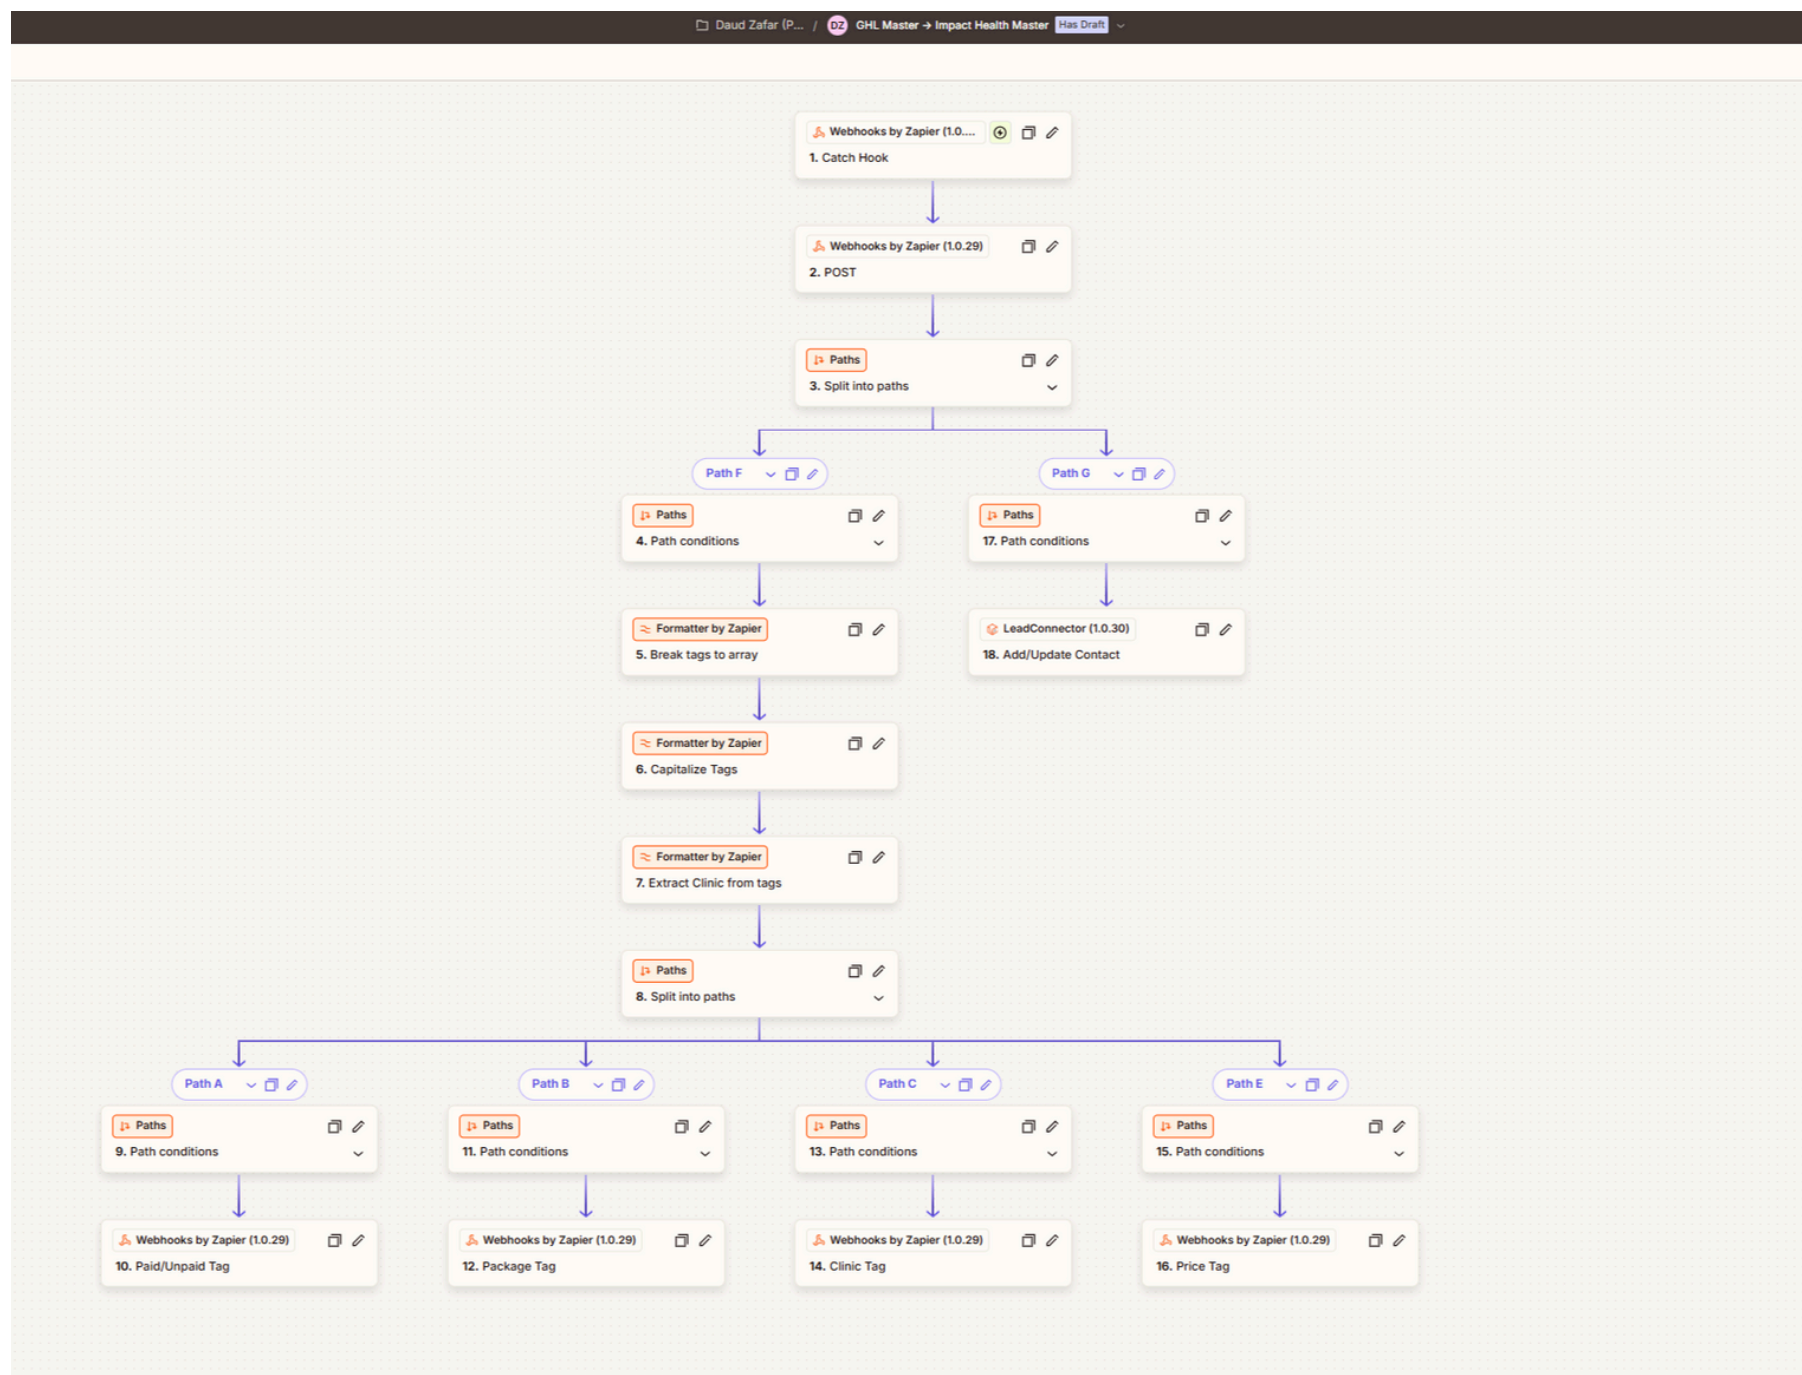 Daud Zafar (P... / DZ GHL Master → Impact Health Master Has Draft
Webhooks by Zapier (1.0....
1. Catch Hook
Webhooks by Zapier (1.0.29)
2. POST
Paths
3. Split into paths
Path F
Path G
Paths
4. Path conditions
Paths
17. Path conditions
Formatter by Zapier
5. Break tags to array
LeadConnector (1.0.30)
18. Add/Update Contact
Formatter by Zapier
6. Capitalize Tags
Formatter by Zapier
7. Extract Clinic from tags
Paths
8. Split into paths
Path A
Path B
Path C
Path E
Paths
9. Path conditions
Paths
11. Path conditions
Paths
13. Path conditions
Paths
15. Path conditions
Webhooks by Zapier (1.0.29)
10. Paid/Unpaid Tag
Webhooks by Zapier (1.0.29)
12. Package Tag
Webhooks by Zapier (1.0.29)
14. Clinic Tag
Webhooks by Zapier (1.0.29)
16. Price Tag